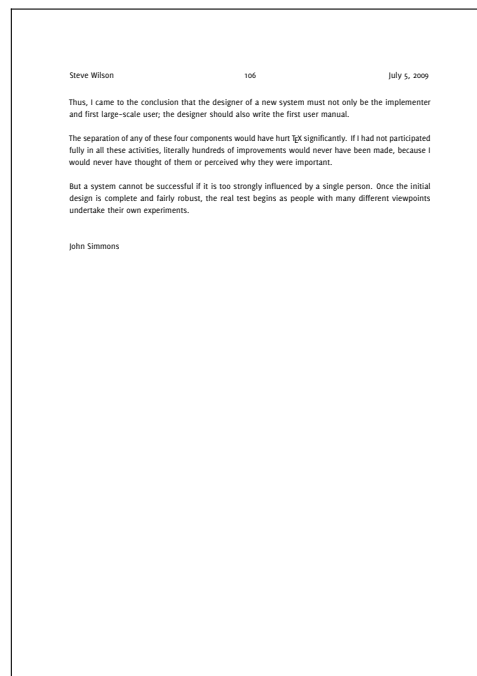 Steve Wilson 106 July 5, 2009
Thus, I came to the conclusion that the designer of a new system must not only be the implementer
and first large-scale user; the designer should also write the first user manual.
The separation of any of these four components would have hurt TEX significantly. If I had not participated
fully in all these activities, literally hundreds of improvements would never have been made, because I
would never have thought of them or perceived why they were important.
But a system cannot be successful if it is too strongly influenced by a single person. Once the initial
design is complete and fairly robust, the real test begins as people with many different viewpoints
undertake their own experiments.
John Simmons